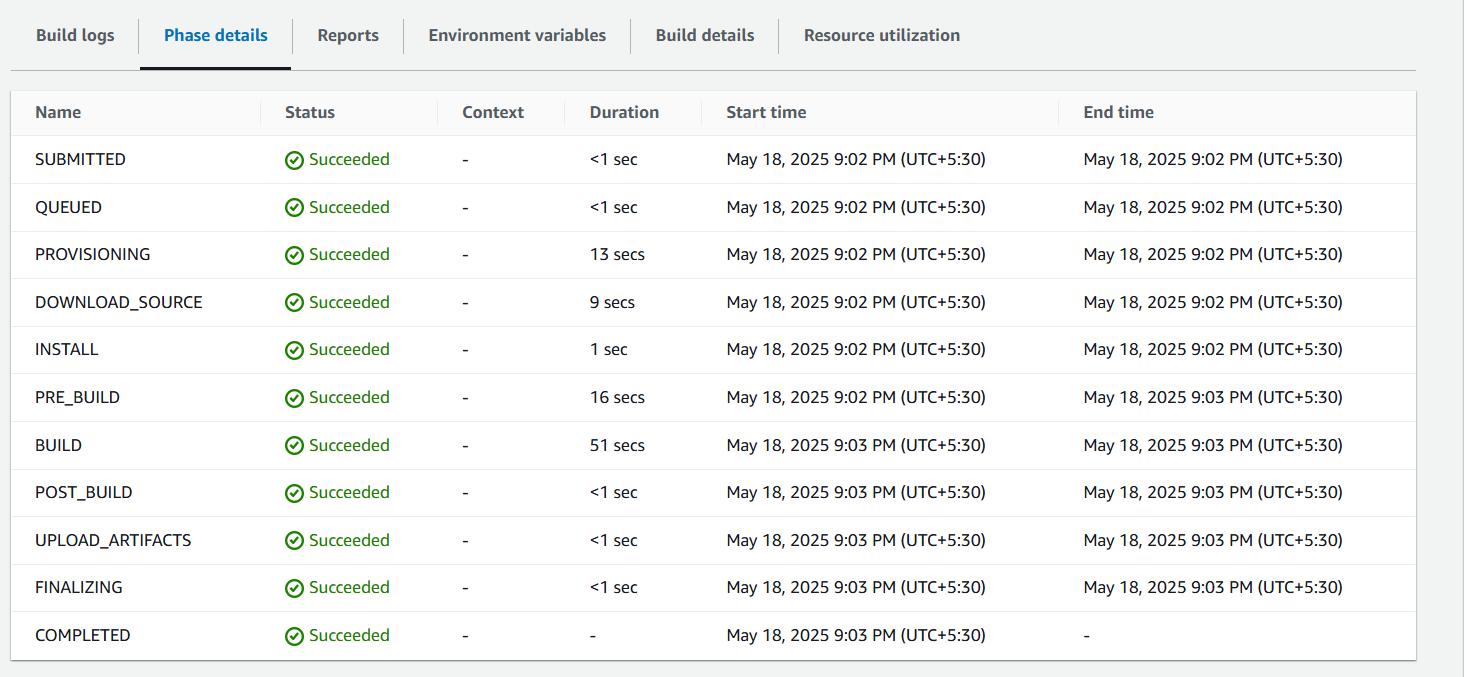 Build logs Phase details Reports Environment variables Build details Resource utilization
Name Status Context Duration Start time End time
SUBMITTED Succeeded - <1 sec May 18, 2025 9:02 PM (UTC+5:30) May 18, 2025 9:02 PM (UTC+5:30)
QUEUED Succeeded - <1 sec May 18, 2025 9:02 PM (UTC+5:30) May 18, 2025 9:02 PM (UTC+5:30)
PROVISIONING Succeeded - 13 secs May 18, 2025 9:02 PM (UTC+5:30) May 18, 2025 9:02 PM (UTC+5:30)
DOWNLOAD_SOURCE Succeeded - 9 secs May 18, 2025 9:02 PM (UTC+5:30) May 18, 2025 9:02 PM (UTC+5:30)
INSTALL Succeeded - 1 sec May 18, 2025 9:02 PM (UTC+5:30) May 18, 2025 9:02 PM (UTC+5:30)
PRE_BUILD Succeeded - 16 secs May 18, 2025 9:02 PM (UTC+5:30) May 18, 2025 9:03 PM (UTC+5:30)
BUILD Succeeded - 51 secs May 18, 2025 9:03 PM (UTC+5:30) May 18, 2025 9:03 PM (UTC+5:30)
POST_BUILD Succeeded - <1 sec May 18, 2025 9:03 PM (UTC+5:30) May 18, 2025 9:03 PM (UTC+5:30)
UPLOAD_ARTIFACTS Succeeded - <1 sec May 18, 2025 9:03 PM (UTC+5:30) May 18, 2025 9:03 PM (UTC+5:30)
FINALIZING Succeeded - <1 sec May 18, 2025 9:03 PM (UTC+5:30) May 18, 2025 9:03 PM (UTC+5:30)
COMPLETED Succeeded - - May 18, 2025 9:03 PM (UTC+5:30) -